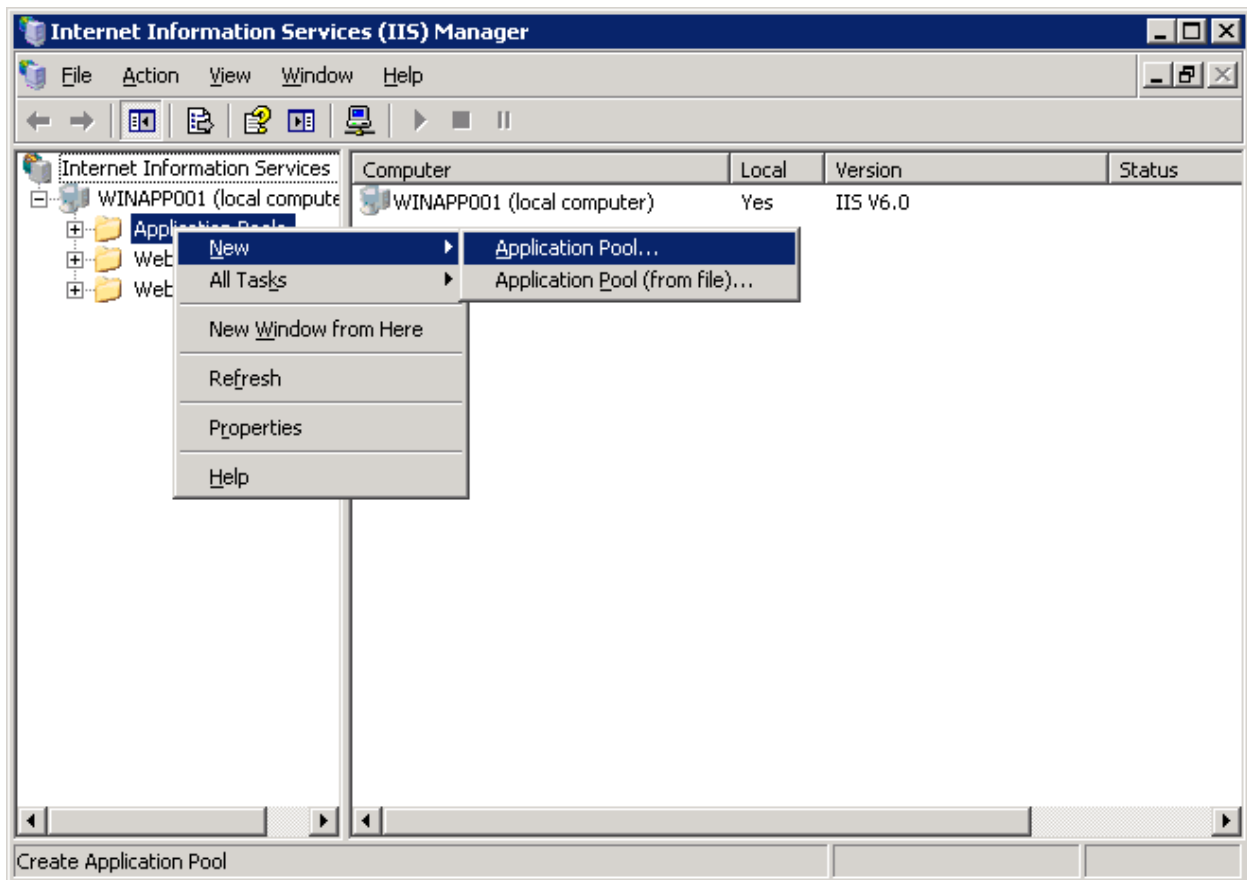 Internet Information Services (IIS) Manager
File Action View Window Help
Internet Information Services
Computer Local Version Status
WINAPP001 (local compute
WINAPP001 (local computer) Yes IIS V6.0
Web
Web
New
Application Pool...
All Tasks
Application Pool (from file)...
New Window from Here
Refresh
Properties
Help
Create Application Pool